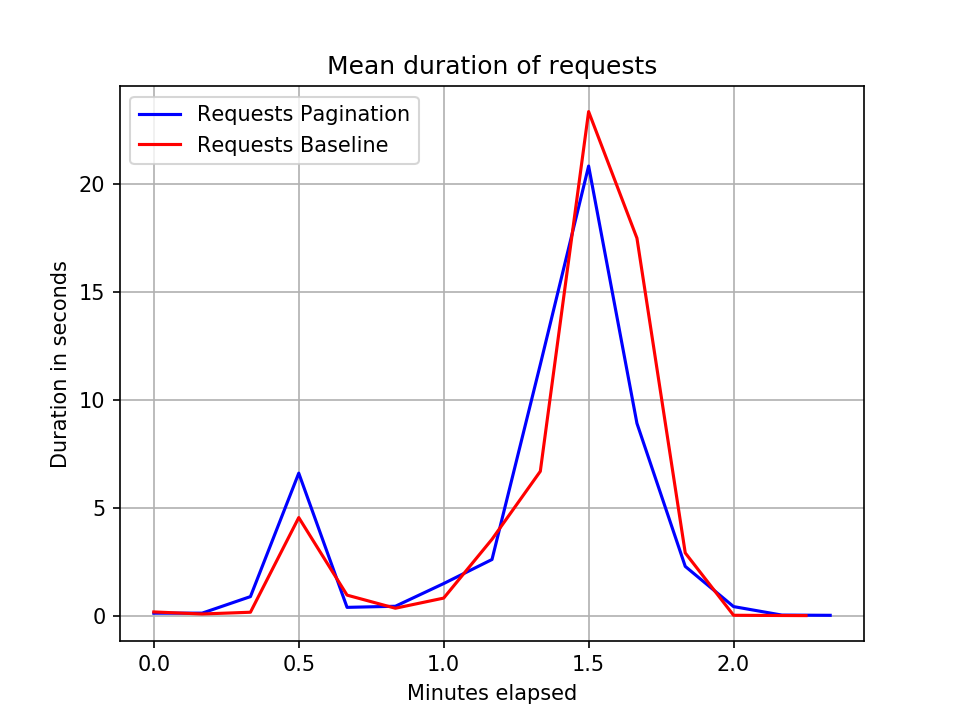 Mean duration of requests
Requests Pagination
Requests Baseline
Duration in seconds
20
15
10
5
0
0.0 0.5 1.0 1.5 2.0
Minutes elapsed